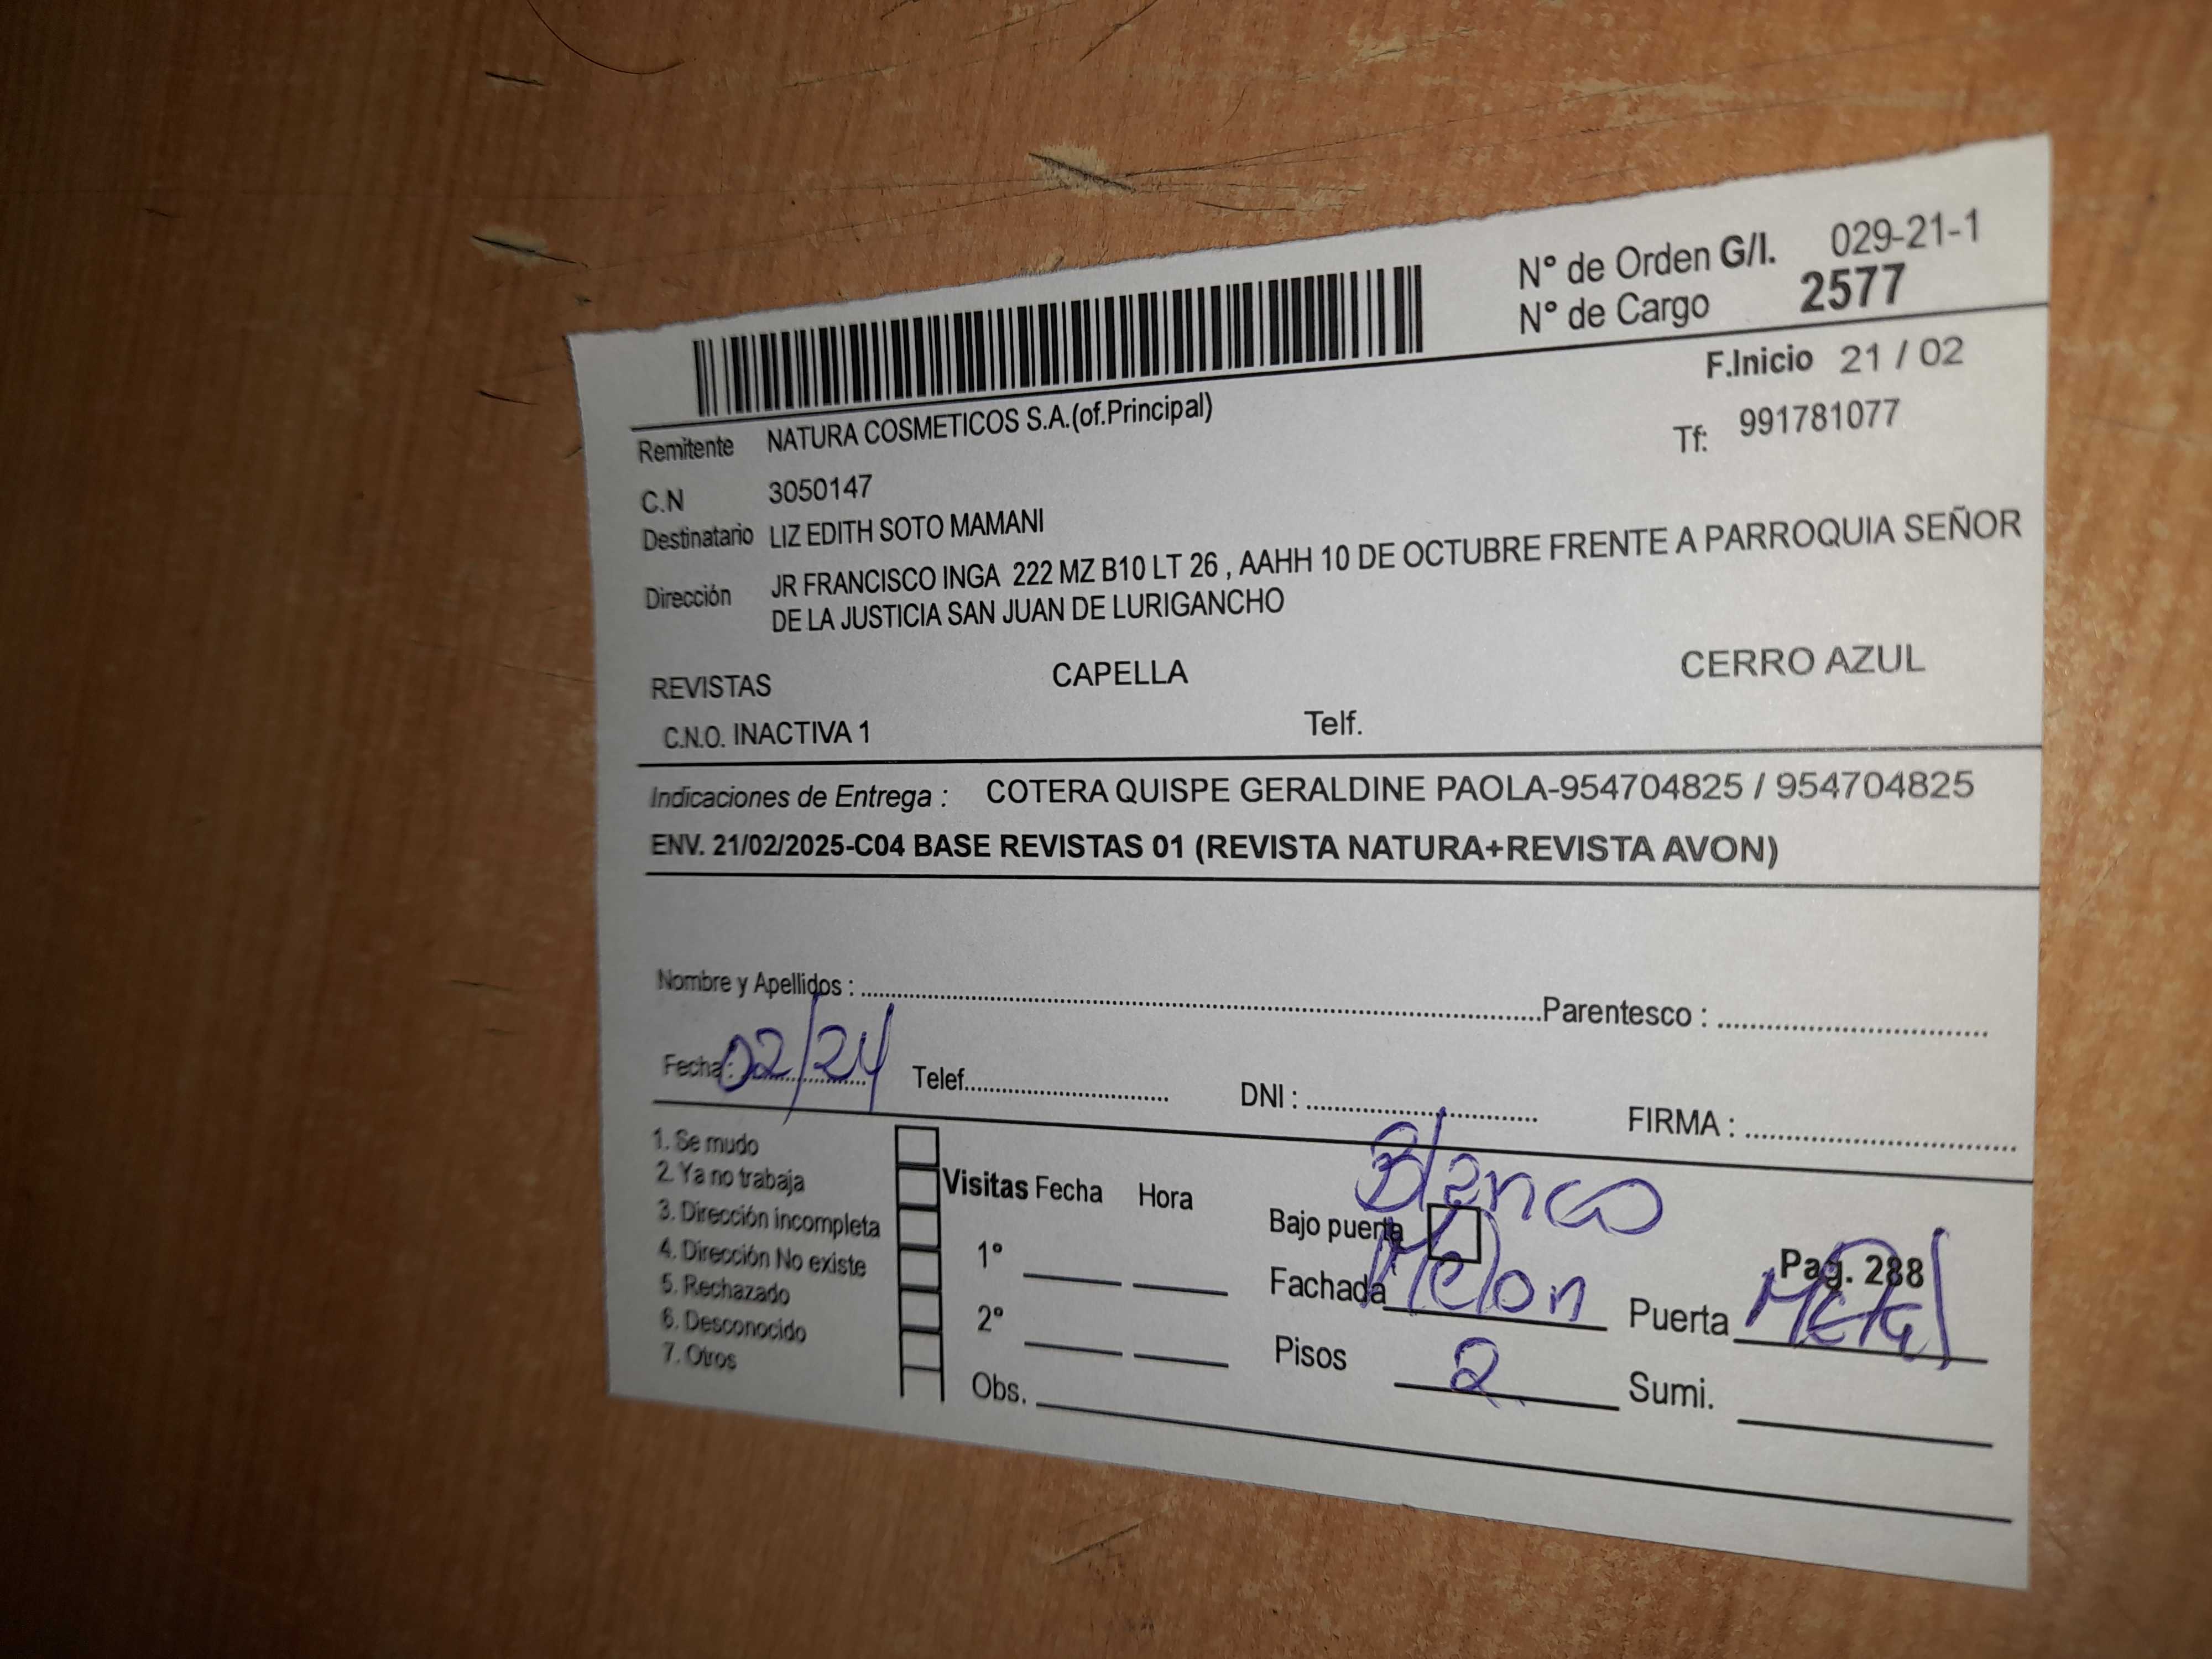 N° de Orden G/I. 029-21-1
N° de Cargo 2577
F.Inicio 21 / 02
Remitente NATURA COSMETICOS S.A.(of.Principal)
Tf: 991781077
C.N 3050147
Destinatario LIZ EDITH SOTO MAMANI
Dirección JR FRANCISCO INGA 222 MZ B10 LT 26 , AAHH 10 DE OCTUBRE FRENTE A PARROQUIA SEÑOR
DE LA JUSTICIA SAN JUAN DE LURIGANCHO
REVISTAS CAPELLA CERRO AZUL
C.N.O. INACTIVA 1 Telf.
Indicaciones de Entrega : COTERA QUISPE GERALDINE PAOLA-954704825 / 954704825
ENV. 21/02/2025-C04 BASE REVISTAS 01 (REVISTA NATURA+REVISTA AVON)
Nombre y Apellidos : Parentesco :
Fecha : 02/24 Telef. DNI : FIRMA :
1. Se mudo
2. Ya no trabaja
3. Dirección incompleta
4. Dirección No existe
5. Rechazado
6. Desconocido
7. Otros
Visitas Fecha Hora
1°
2°
Obs.
Blanco
Bajo puerta
Pag. 288
Fachada Melon Puerta Metal
Pisos 2 Sumi.